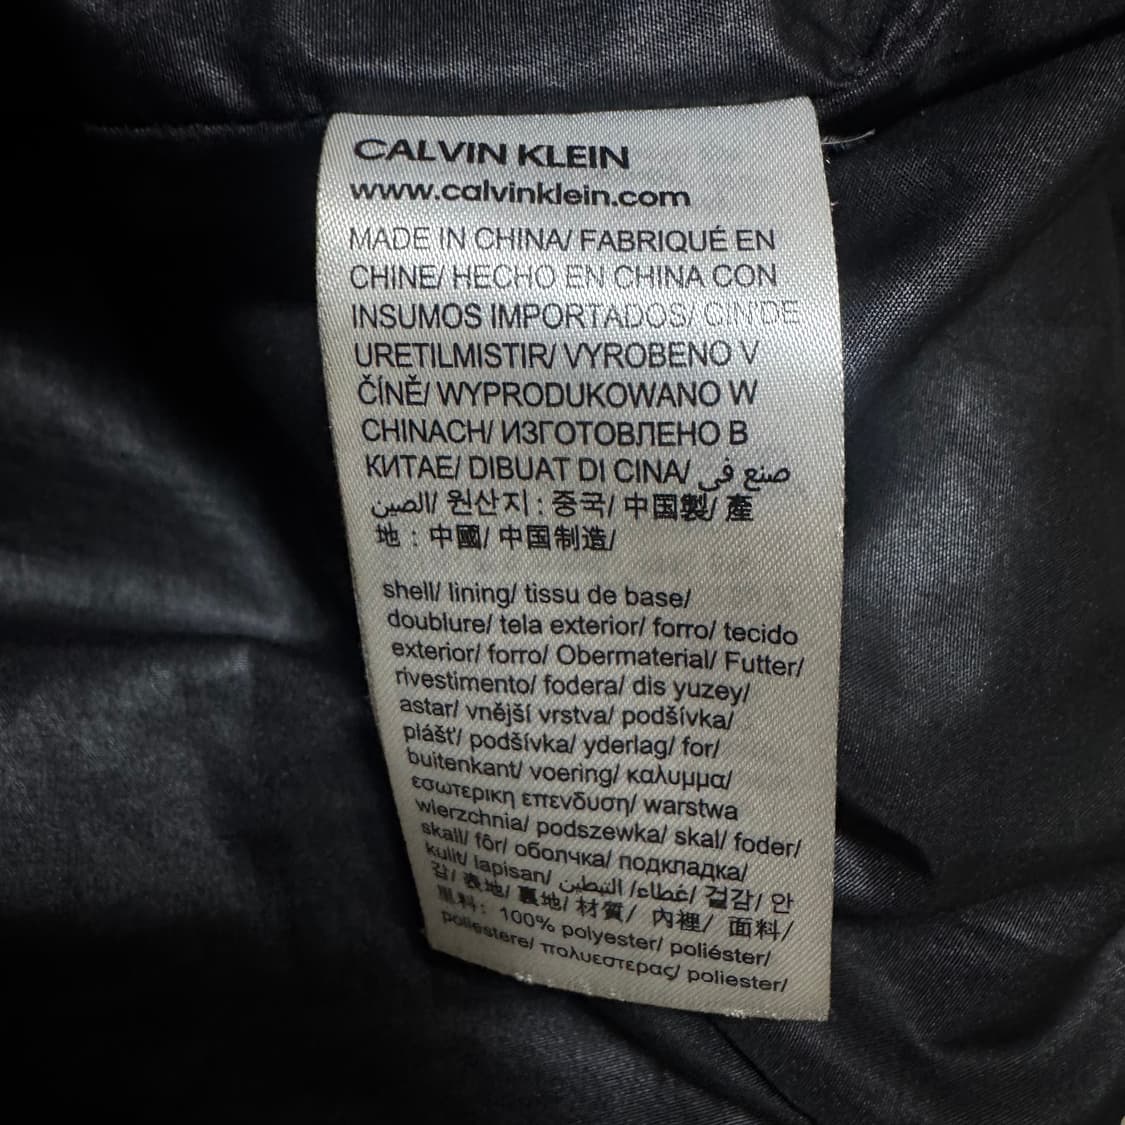 CALVIN KLEIN
www.calvinklein.com
MADE IN CHINA/ FABRIQUÉ EN
CHINE/ HECHO EN CHINA CON
INSUMOS IMPORTADOS/ CIN'DE
URETILMISTIR/ VYROBENO V
ČÍNĚ/ WYPRODUKOWANO W
CHINACH/ ИЗГОТОВЛЕНО В
КИТАЕ/ DIBUAT DI CINA/ صنع في
الصين/ 원산지 : 중국/ 中国製/ 產
地 : 中國/ 中国制造/
shell/ lining/ tissu de base/
doublure/ tela exterior/ forro/ tecido
exterior/ forro/ Obermaterial/ Futter/
rivestimento/ fodera/ dis yuzey/
astar/ vnější vrstva/ podšívka/
plášť/ podšívka/ yderlag/ for/
buitenkant/ voering/ καλυμμα/
εσωτερικη επενδυση/ warstwa
wierzchnia/ podszewka/ skal/ foder/
skall/ fôr/ оболчка/ подкладка/
kulit/ lapisan/ غطاء/ التبطين/ 겉감/ 안
감/ 表地/ 裏地/ 材質/ 內裡/ 面料/
里料: 100% polyester/ poliéster/
poliestere/ πολυεστερας/ poliester/